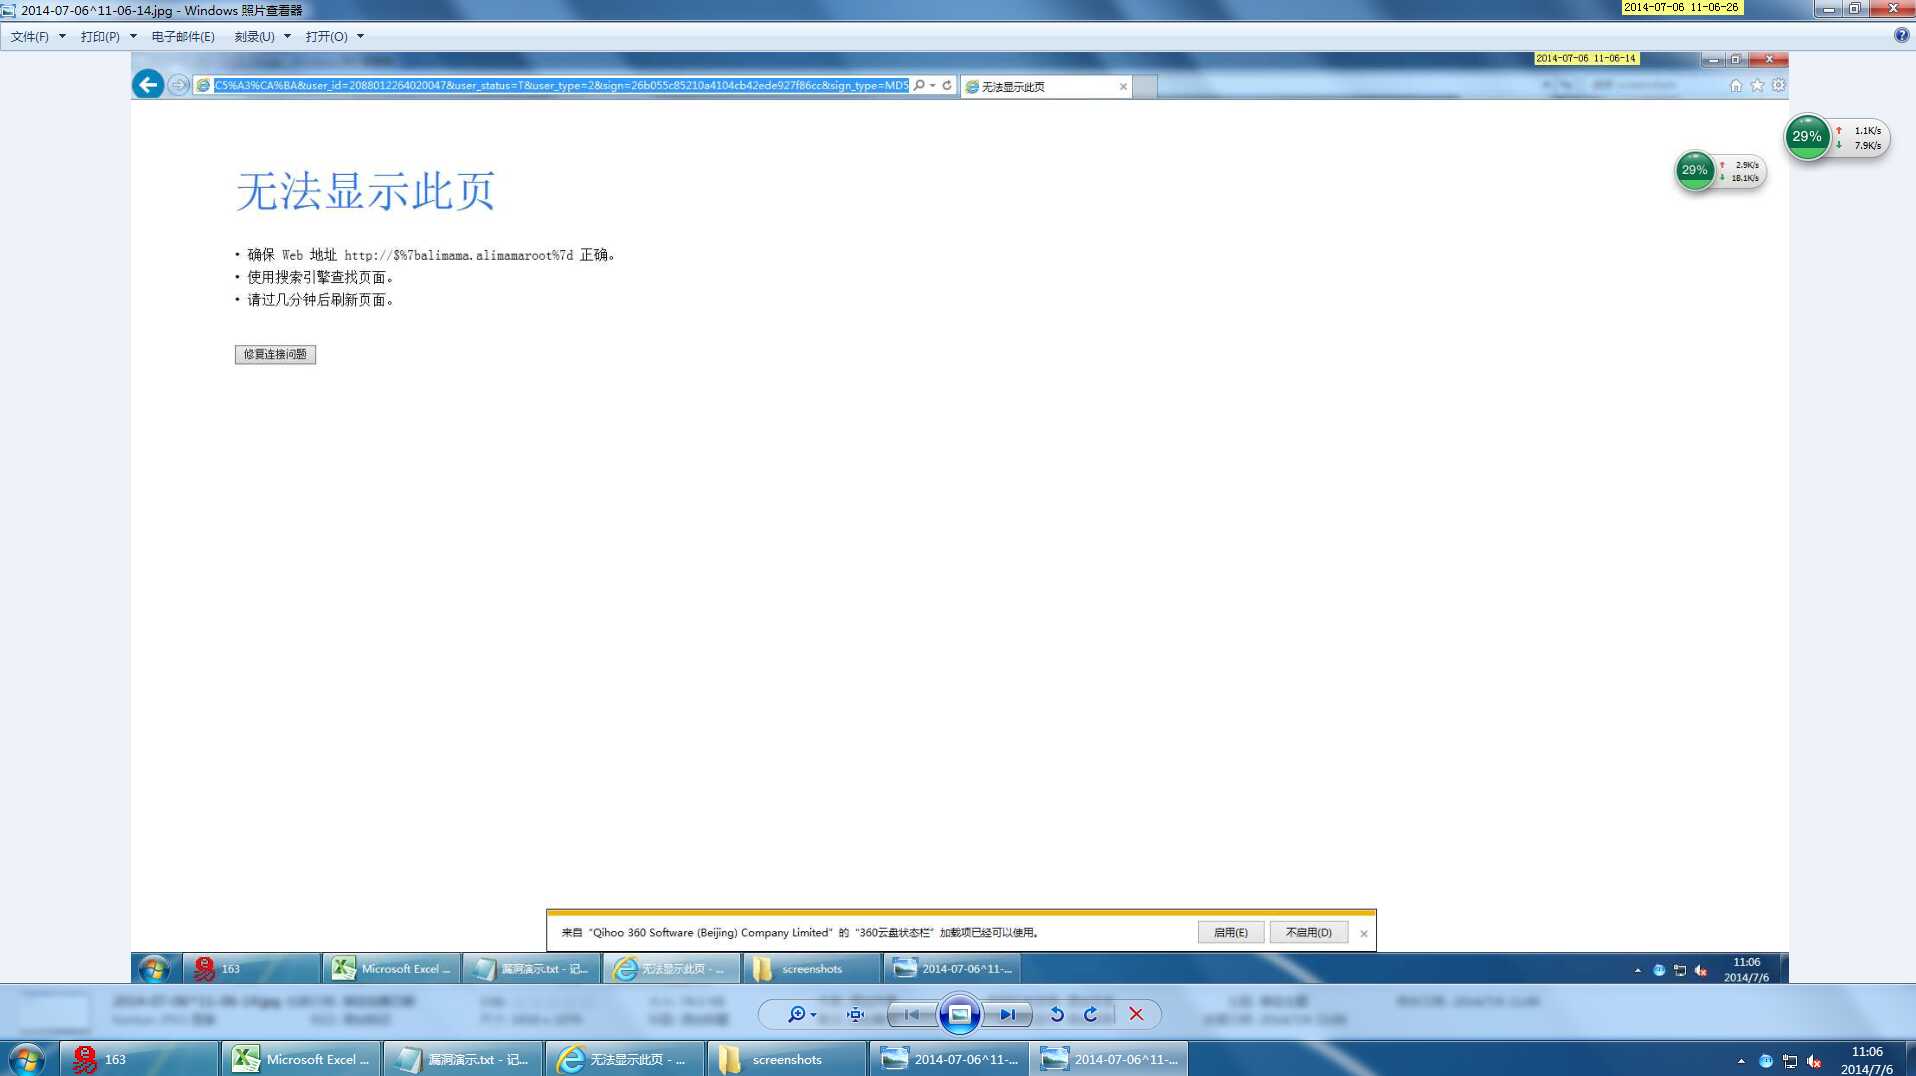 2014-07-06^11-06-14.jpg - Windows 照片查看器
2014-07-06 11-06-26
文件(F) 打印(P) 电子邮件(E) 刻录(U) 打开(O)
2014-07-06 11-06-14
C5%A3%CA%BA&user_id=2088012264020047&user_status=T&user_type=2&sign=26b055c85210a4104cb42ede927f86cc&sign_type=MD5
无法显示此页
29% 1.1K/s
7.9K/s
29% 2.9K/s
18.1K/s
无法显示此页
• 确保 Web 地址 http://$%7balimama.alimamaroot%7d 正确。
• 使用搜索引擎查找页面。
• 请过几分钟后刷新页面。
修复连接问题
来自“Qihoo 360 Software (Beijing) Company Limited”的“360云盘状态栏”加载项已经可以使用。 启用(E) 不启用(D)
163 Microsoft Excel ... 漏洞演示.txt - 记... 无法显示此页 - ... screenshots 2014-07-06^11-...
11:06
2014/7/6
163 Microsoft Excel ... 漏洞演示.txt - 记... 无法显示此页 - ... screenshots 2014-07-06^11-... 2014-07-06^11-...
11:06
2014/7/6